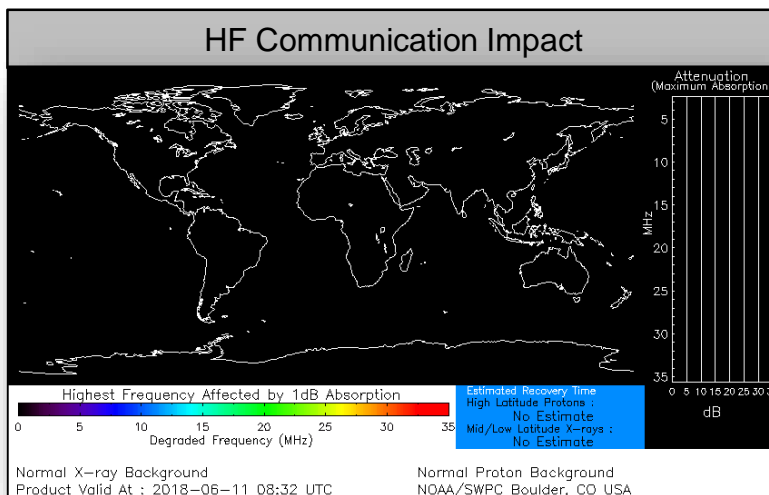 HF Communication Impact
Attenuation
(Maximum Absorption
5
10
15
20
25
30
35
MHz
0 5 10 15 20 25 30 3
dB
Highest Frequency Affected by 1dB Absorption
0 5 10 15 20 25 30 35
Degraded Frequency (MHz)
Estimated Recovery Time
High Latitude Protons :
No Estimate
Mid/Low Latitude X-rays :
No Estimate
Normal X-ray Background
Product Valid At : 2018-06-11 08:32 UTC
Normal Proton Background
NOAA/SWPC Boulder, CO USA